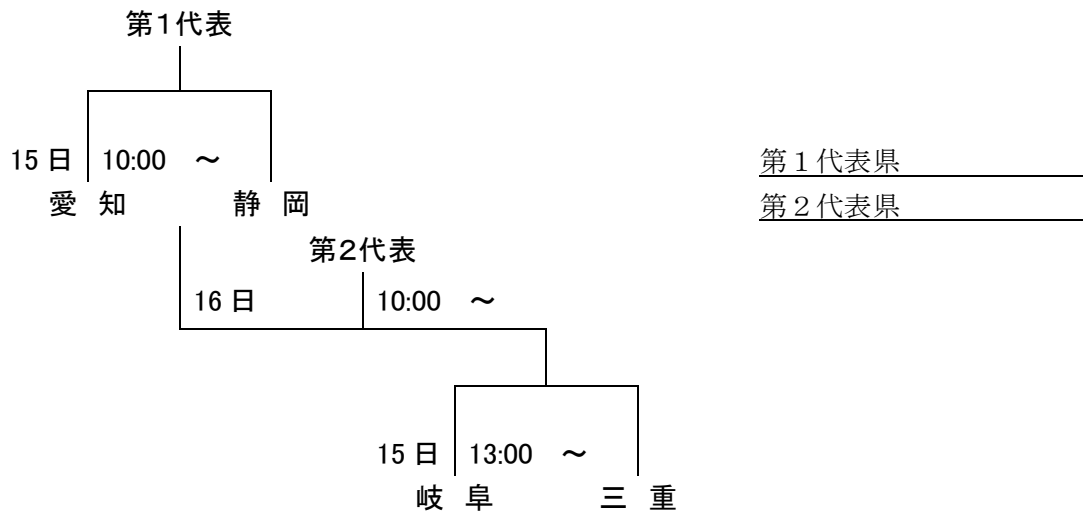 第1代表
15日 10:00 ～
愛 知 静 岡
第１代表県
第２代表県
第2代表
16日 10:00 ～
15日 13:00 ～
岐 阜 三 重